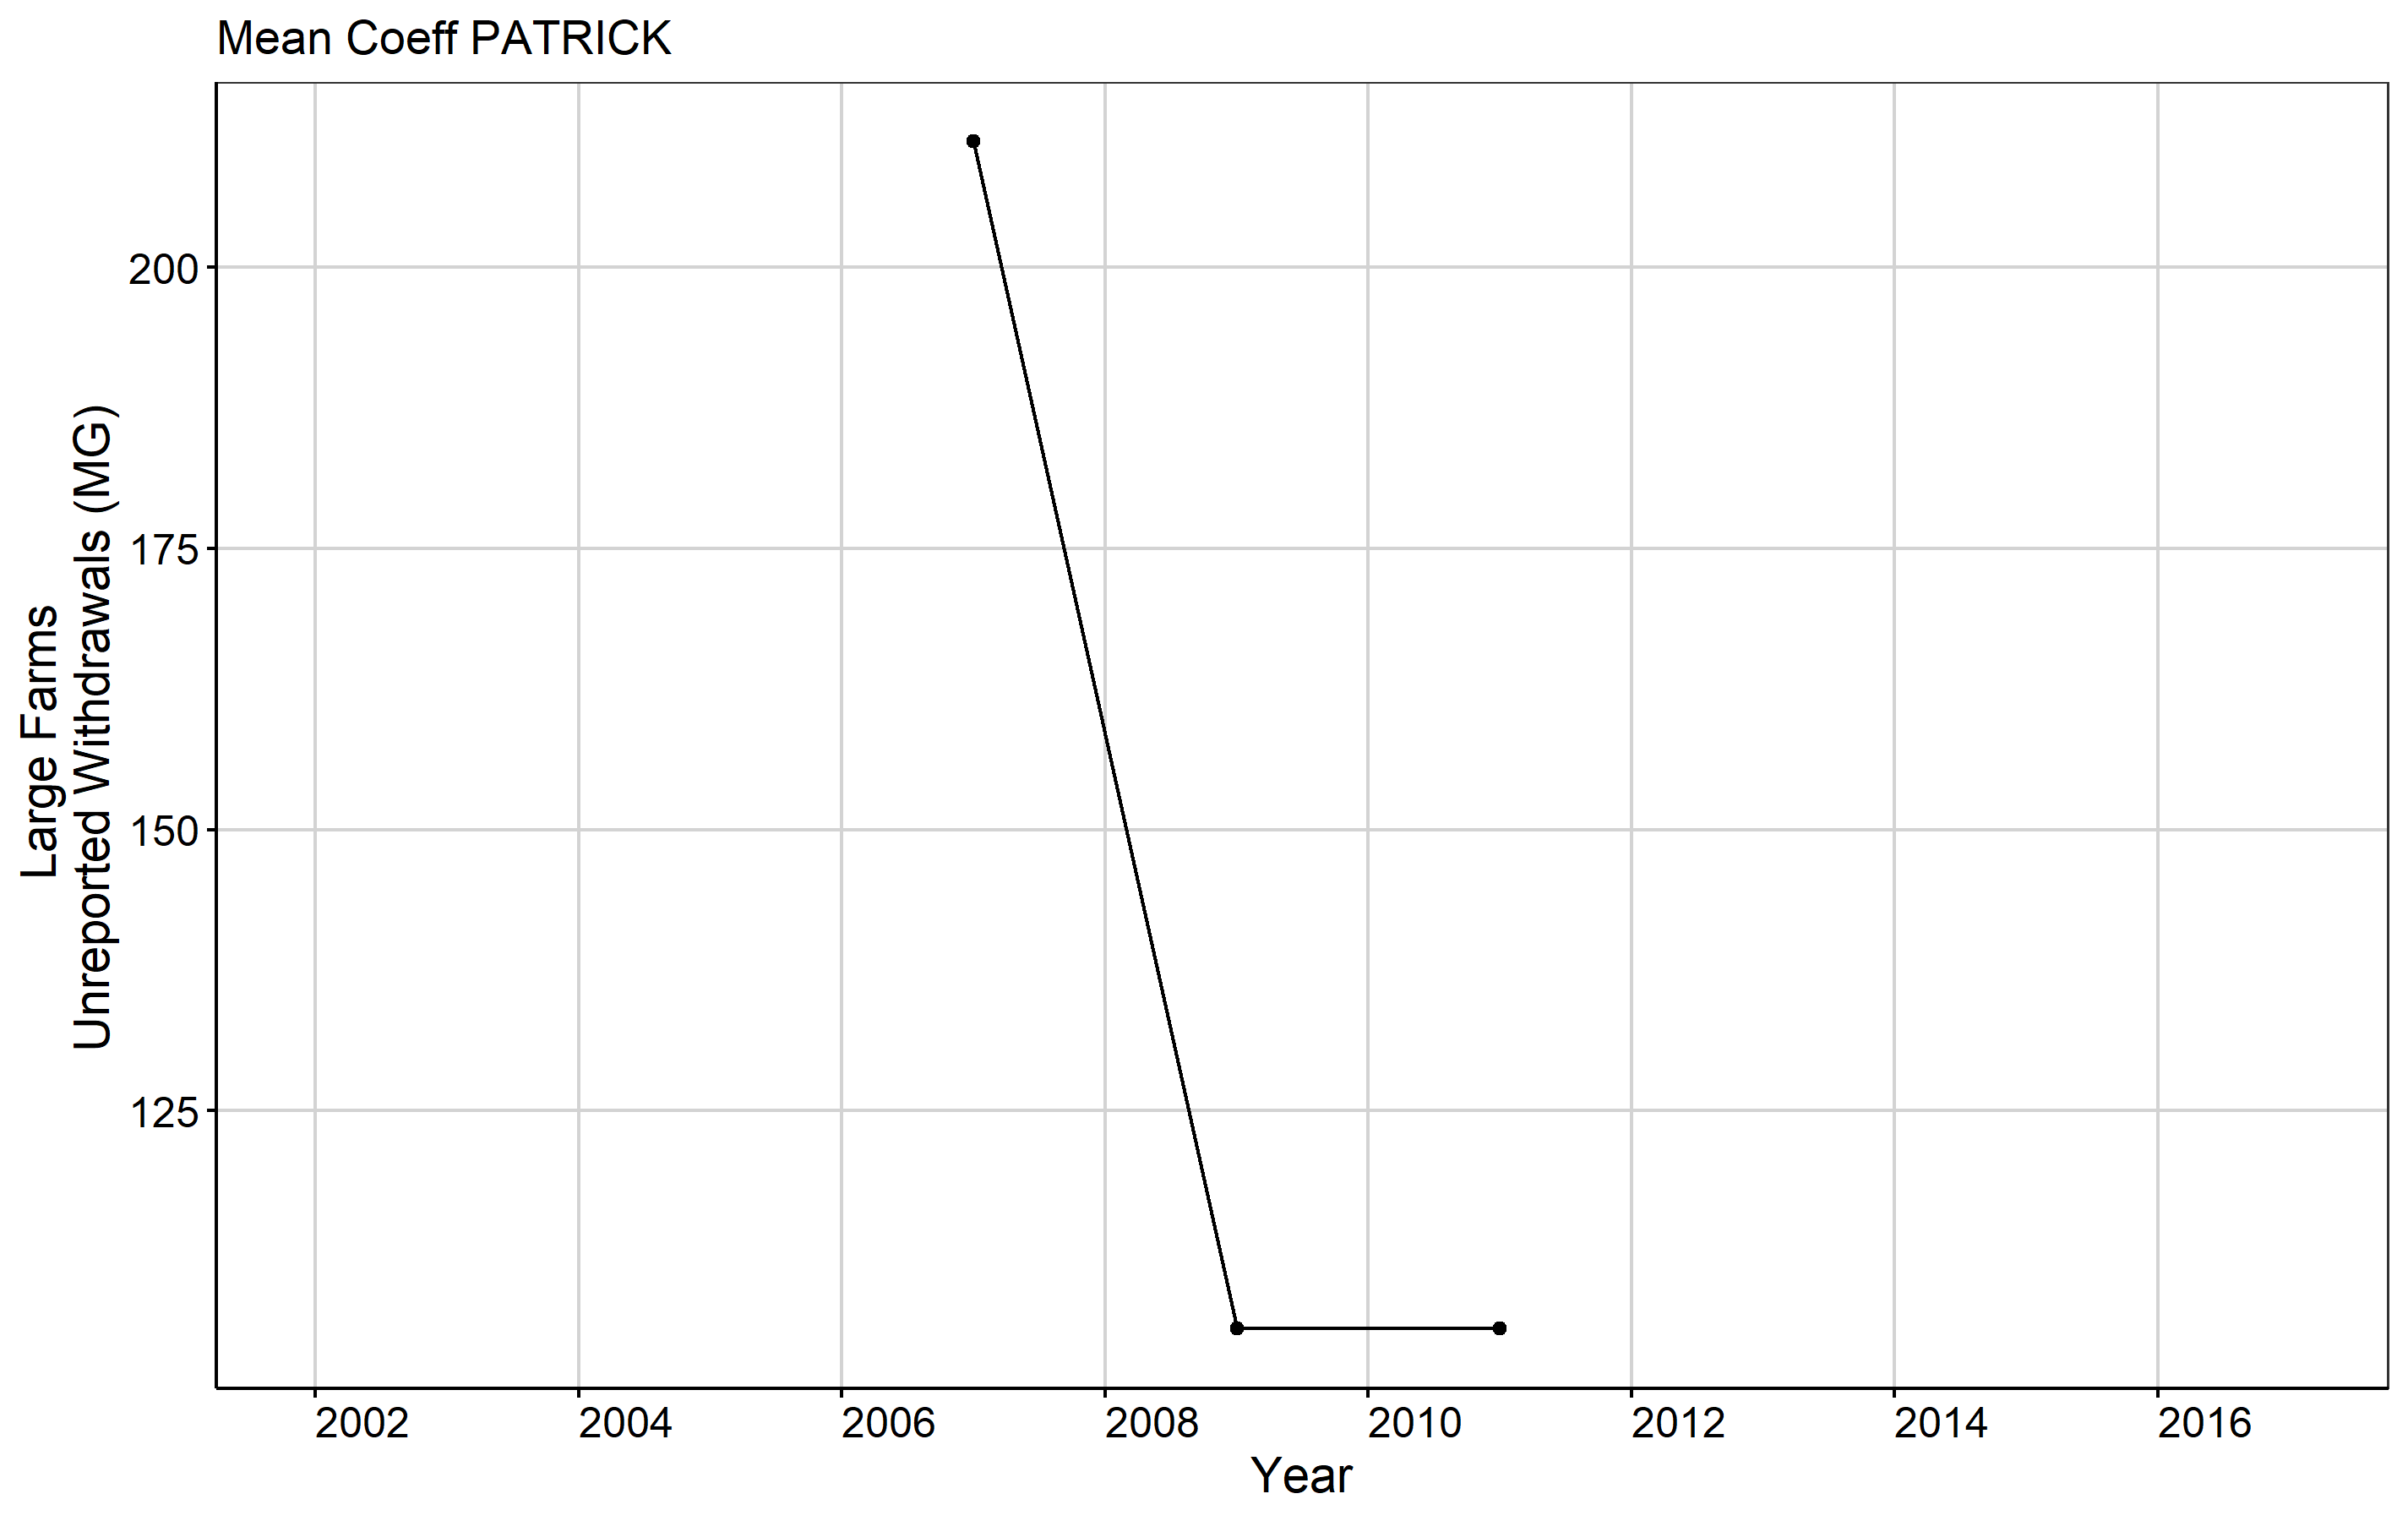 Mean Coeff PATRICK
Large Farms
Unreported Withdrawals (MG)
200
175
150
125
2002 2004 2006 2008 2010 2012 2014 2016
Year